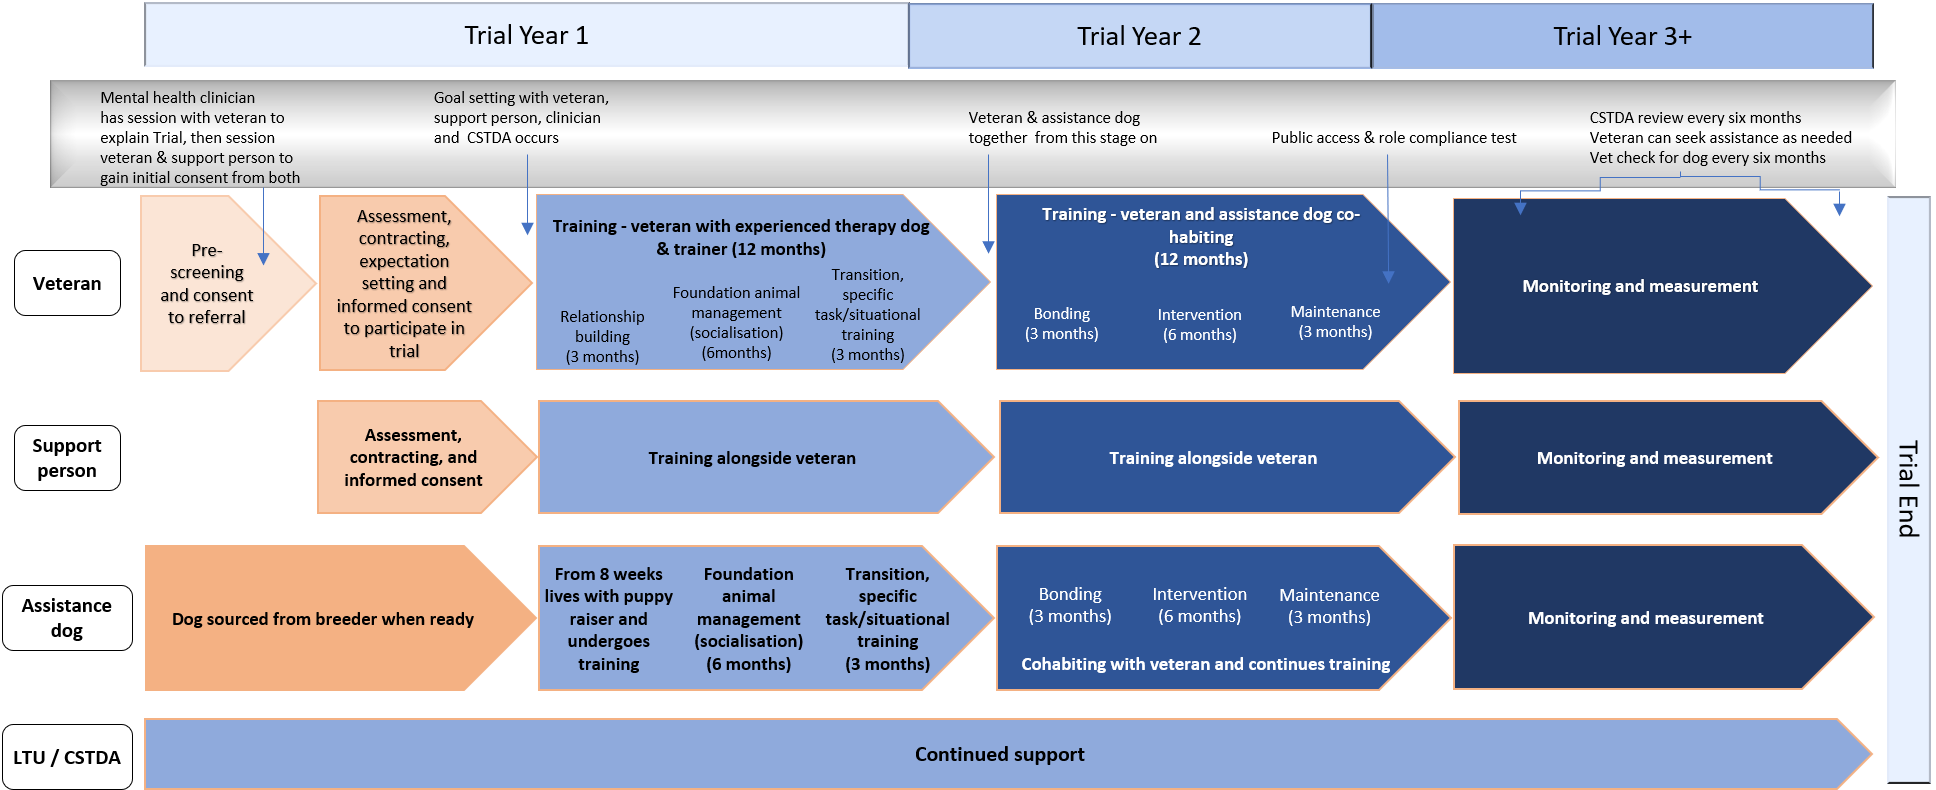 Trial Year 1
Trial Year 2
Trial Year 3+
Mental health clinician
has session with veteran to
explain Trial, then session
veteran & support person to
gain initial consent from both
Goal setting with veteran,
support person, clinician
and CSTDA occurs
Veteran & assistance dog
together from this stage on
Public access & role compliance test
CSTDA review every six months
Veteran can seek assistance as needed
Vet check for dog every six months
Veteran
Pre-
screening
and consent
to referral
Assessment,
contracting,
expectation
setting and
informed consent
to participate in
trial
Training - veteran with experienced therapy dog
& trainer (12 months)
Relationship
building
(3 months)
Foundation animal
management
(socialisation)
(6months)
Transition,
specific
task/situational
training
(3 months)
Training - veteran and assistance dog co-
habiting
(12 months)
Bonding
(3 months)
Intervention
(6 months)
Maintenance
(3 months)
Monitoring and measurement
Support
person
Assessment,
contracting, and
informed consent
Training alongside veteran
Training alongside veteran
Monitoring and measurement
Assistance
dog
Dog sourced from breeder when ready
From 8 weeks
lives with puppy
raiser and
undergoes
training
Foundation
animal
management
(socialisation)
(6 months)
Transition,
specific
task/situational
training
(3 months)
Bonding
(3 months)
Intervention
(6 months)
Maintenance
(3 months)
Cohabiting with veteran and continues training
Monitoring and measurement
LTU / CSTDA
Continued support
Trial End